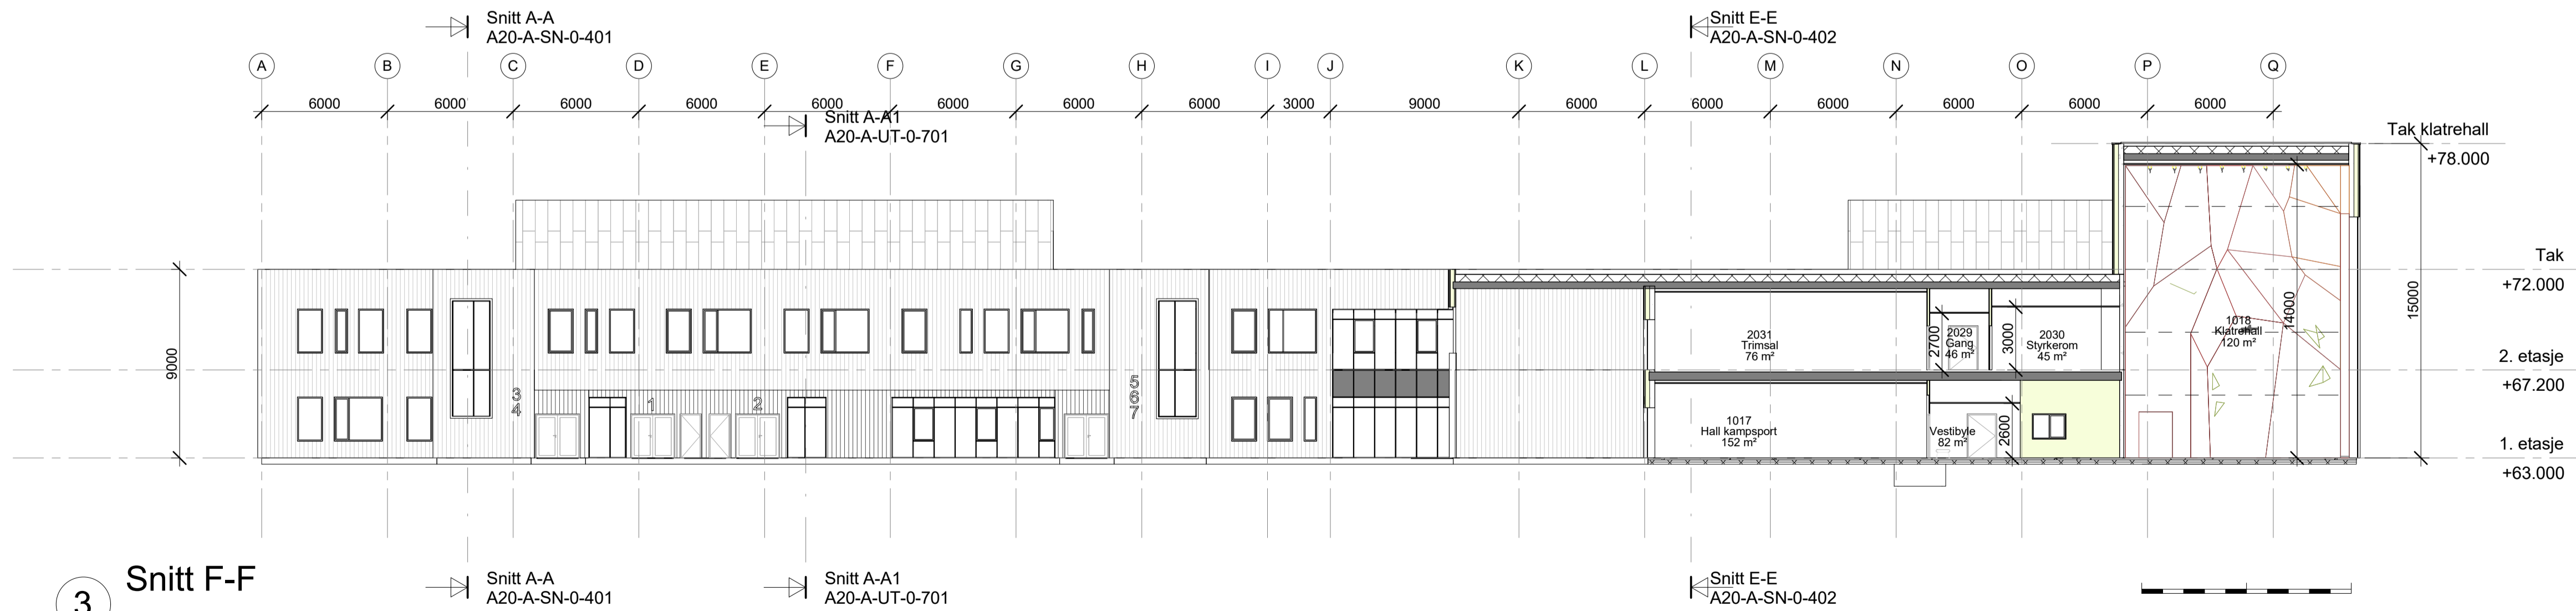 Snitt A-A
A20-A-SN-0-401
Snitt E-E
A20-A-SN-0-402
A
B
C
D
E
F
G
H
I
J
K
L
M
N
O
P
Q
6000
6000
6000
6000
6000
6000
6000
6000
3000
9000
6000
6000
6000
6000
6000
6000
Snitt A-A1
A20-A-UT-0-701
Tak klatrehall
+78.000
Tak
+72.000
2. etasje
+67.200
1. etasje
+63.000
9000
15000
14000
3
4
1
2
5
6
7
2031
Trimsal
76 m²
2700
2029
Gang
46 m²
3000
2030
Styrkerom
45 m²
1018
Klatrehall
120 m²
1017
Hall kampsport
152 m²
Vestibyle
82 m²
2600
3
Snitt F-F
Snitt A-A
A20-A-SN-0-401
Snitt A-A1
A20-A-UT-0-701
Snitt E-E
A20-A-SN-0-402